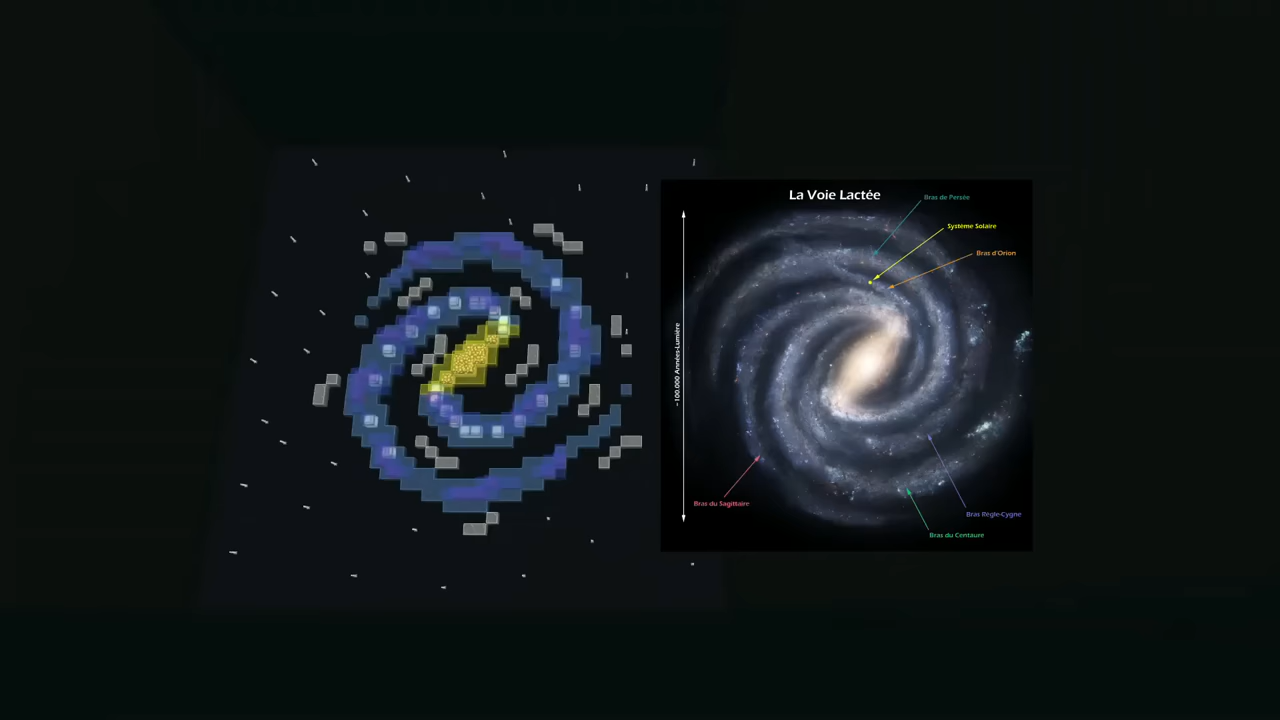 La Voie Lactée
Bras de Persée
Système Solaire
Bras d'Orion
~100.000 Années-Lumière
Bras du Sagittaire
Bras Règle-Cygne
Bras du Centaure